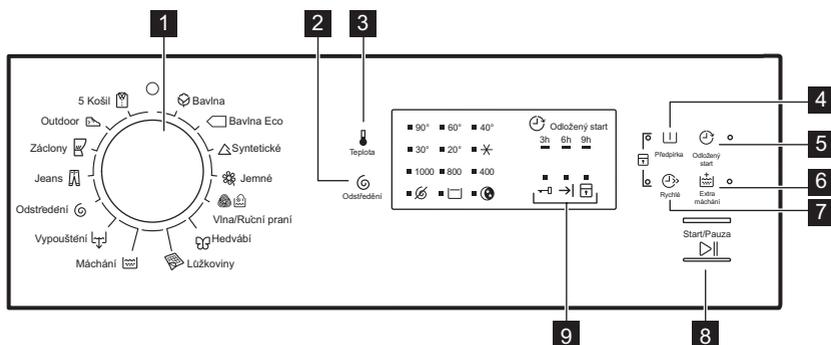 1
2
3
4
5
6
7
8
9
5 Košil
Outdoor
Záclony
Jeans
Odstředění
Vypouštění
Máchání
Bavlna
Bavlna Eco
Syntetické
Jemné
Vlna/Ruční praní
Hedvábí
Lůžkoviny
Teplota
Odstředění
90° 60° 40°
30° 20°
1000 800 400
Odložený start
3h 6h 9h
Předpírka
Odložený
start
Rychlé
Extra
máchání
Start/Pauza